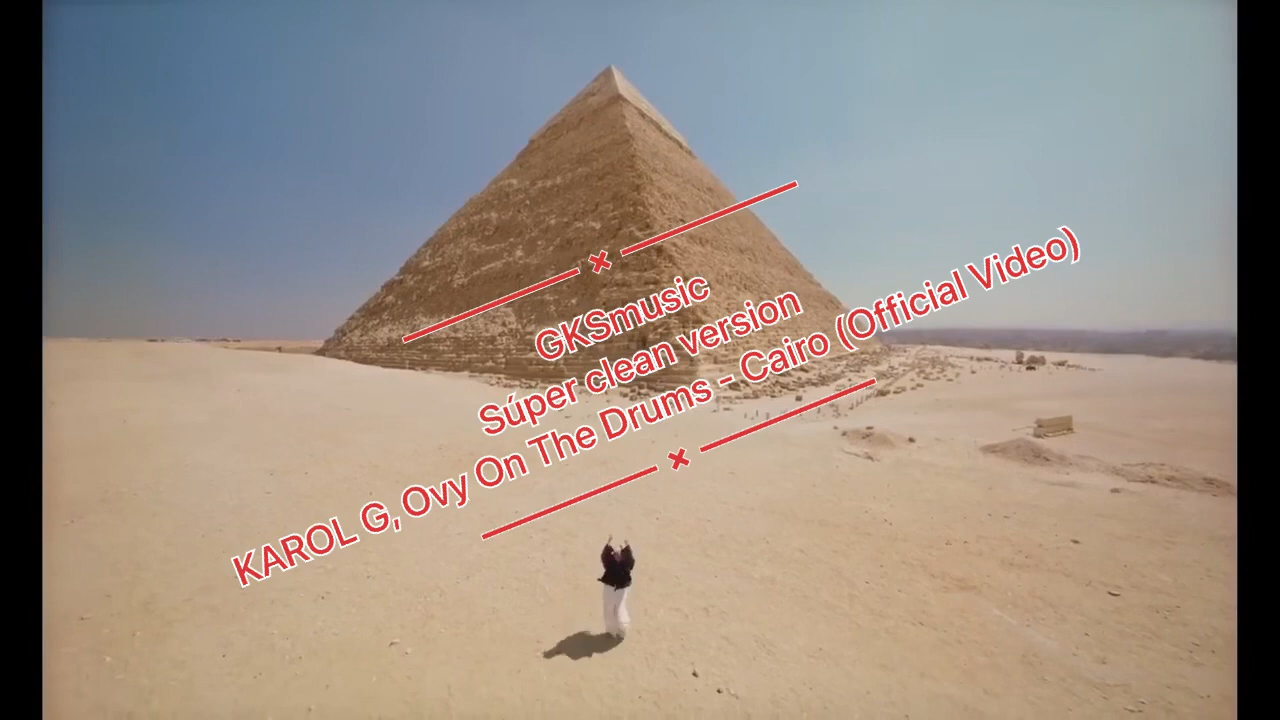 GKSmusic
Súper clean version
KAROL G, Ovy On The Drums - Cairo (Official Video)